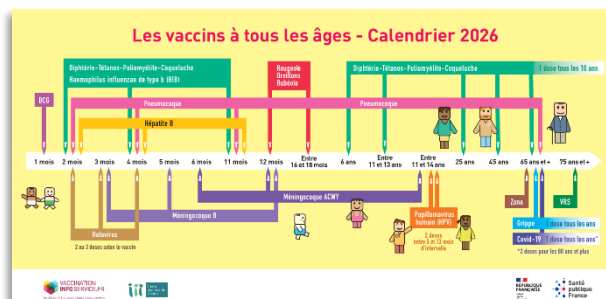 Les vaccins à tous les âges - Calendrier 2026
Diphtérie-Tétanos-Poliomyélite-Coqueluche
Haemophilus influenzae de type b (HIB)
Rougeole
Oreillons
Rubéole
Diphtérie-Tétanos-Poliomyélite-Coqueluche
1 dose tous les 10 ans
BCG
Pneumocoque
Pneumocoque
Hépatite B
1 mois
2 mois
3 mois
4 mois
5 mois
6 mois
11 mois
12 mois
Entre
16 et 18 mois
6 ans
Entre
11 et 13 ans
Entre
11 et 14 ans
25 ans
45 ans
65 ans et +
75 ans et +
Méningocoque ACWY
Méningocoque B
Rotavirus
2 ou 3 doses selon le vaccin
Papillomavirus
humain (HPV)
2 doses
entre 5 et 13 mois
d'intervalle
Zona
VRS
Grippe
1 dose tous les ans
Covid-19
1 dose tous les ans*
*2 doses pour les 80 ans et plus
VACCINATION
INFO SERVICE.FR
RÉPUBLIQUE
FRANÇAISE
Santé
publique
France